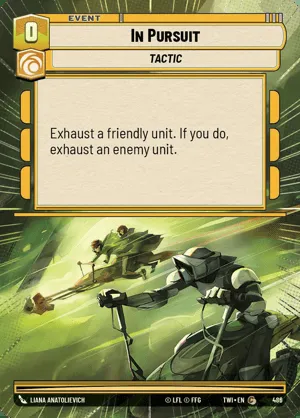 EVENT
0
IN PURSUIT
TACTIC
Exhaust a friendly unit. If you do,
exhaust an enemy unit.
LIANA ANATOLIEVICH
© LFL © FFG
TWI • EN
C
486